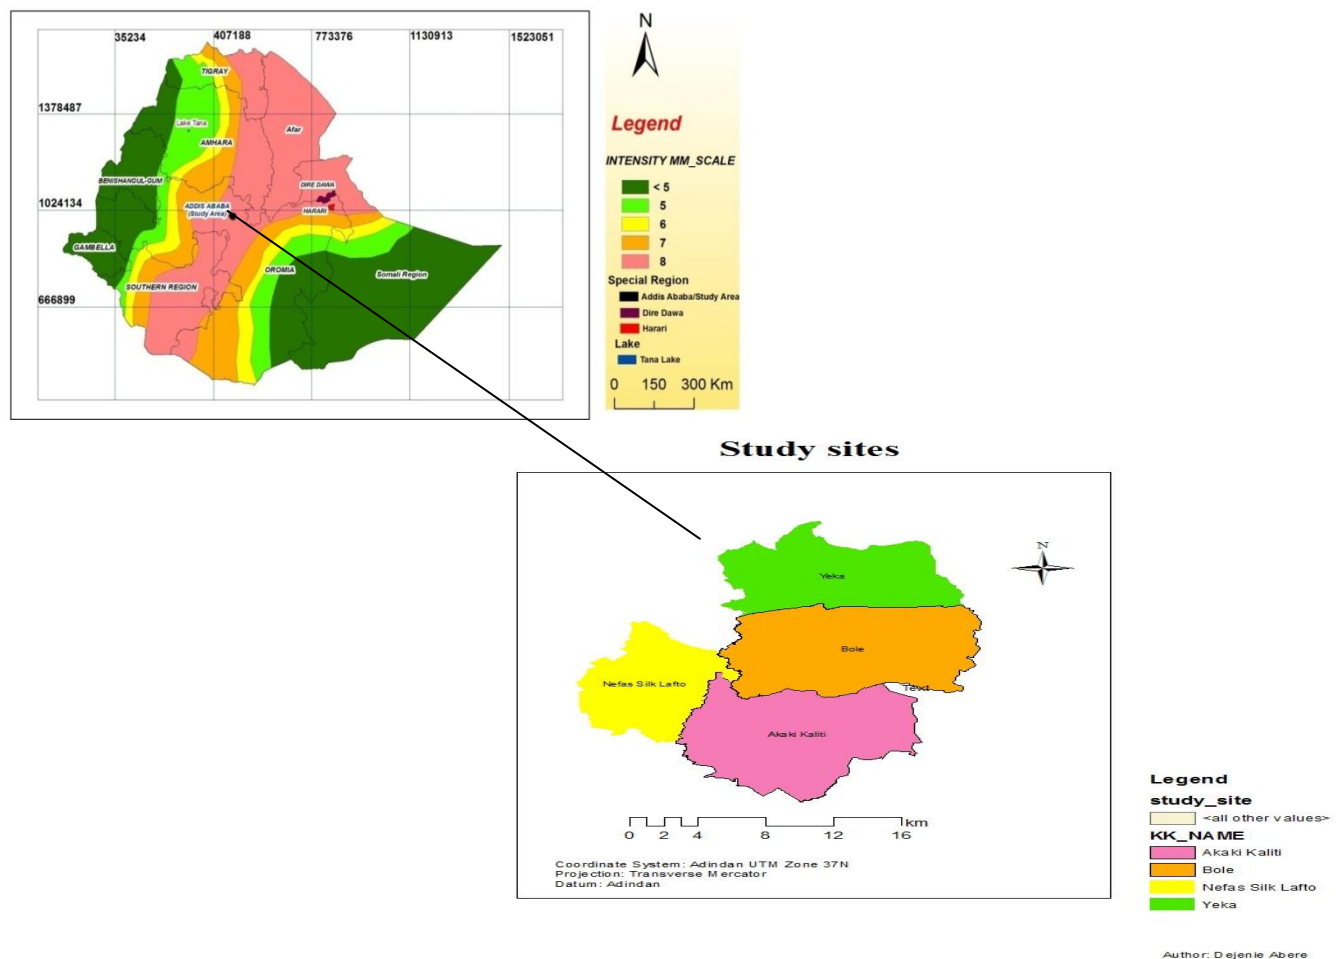 35234 407188 773376 1130913 1523051
1378487
1024134
666899
TIGRAY
Lake Tana
Afar
AMHARA
BENISHANGUL-GUM
DIRE DAWA
ADDIS ABABA
(Study Area)
HARARI
GAMBELLA
OROMIA
Somali Region
SOUTHERN REGION
N
Legend
INTENSITY MM_SCALE
< 5
5
6
7
8
Special Region
Addis Ababa/Study Area
Dire Dawa
Harari
Lake
Tana Lake
0 150 300 Km
Study sites
N
Yeka
Bole
Nefas Silk Lafto
Text
Akaki Kaliti
km
0 2 4 8 12 16
Coordinate System: Adindan UTM Zone 37N
Projection: Transverse Mercator
Datum: Adindan
Legend
study_site
<all other values>
KK_NAME
Akaki Kaliti
Bole
Nefas Silk Lafto
Yeka
Author: Dejenie Abere